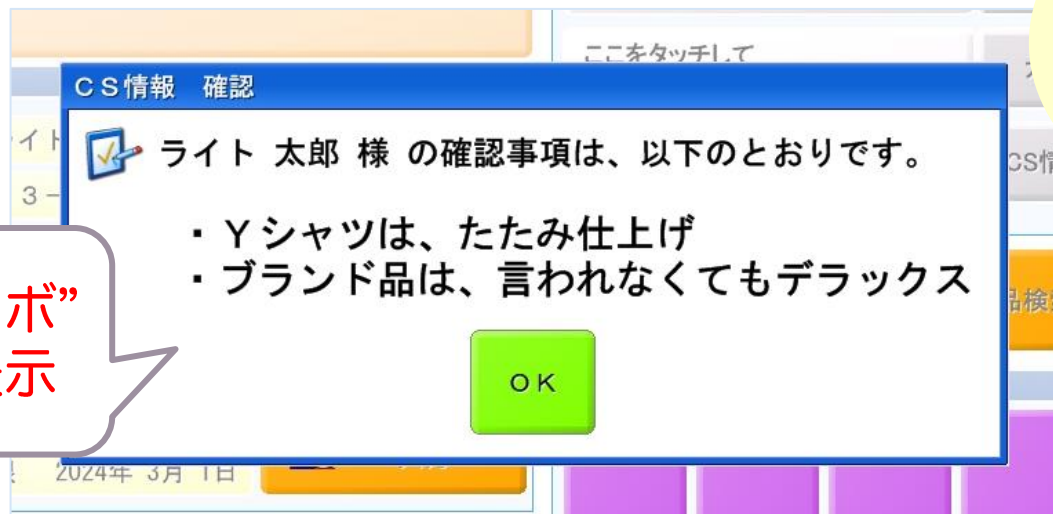 ここをタッチして
CS情報 確認
ライト 太郎 様 の確認事項は、以下のとおりです。
・Yシャツは、たたみ仕上げ
・ブランド品は、言われなくてもデラックス
OK
イト
3-
CS情
品検
ボ”
示
2024年 3月 1日